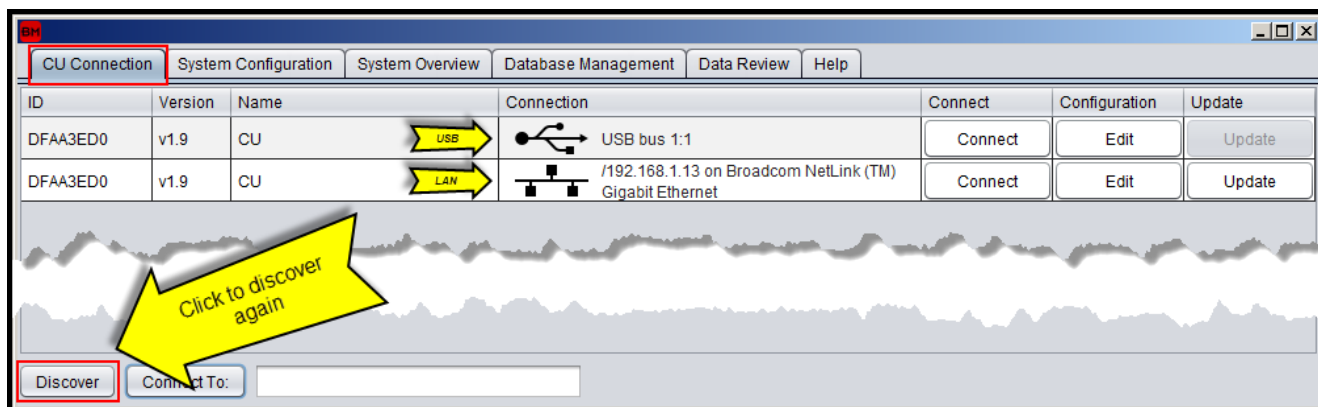 BM
CU Connection System Configuration System Overview Database Management Data Review Help
ID Version Name Connection Connect Configuration Update
DFAA3ED0 v1.9 CU USB USB bus 1:1 Connect Edit Update
DFAA3ED0 v1.9 CU LAN /192.168.1.13 on Broadcom NetLink (TM)
Gigabit Ethernet Connect Edit Update
Click to discover
again
Discover Connect To: